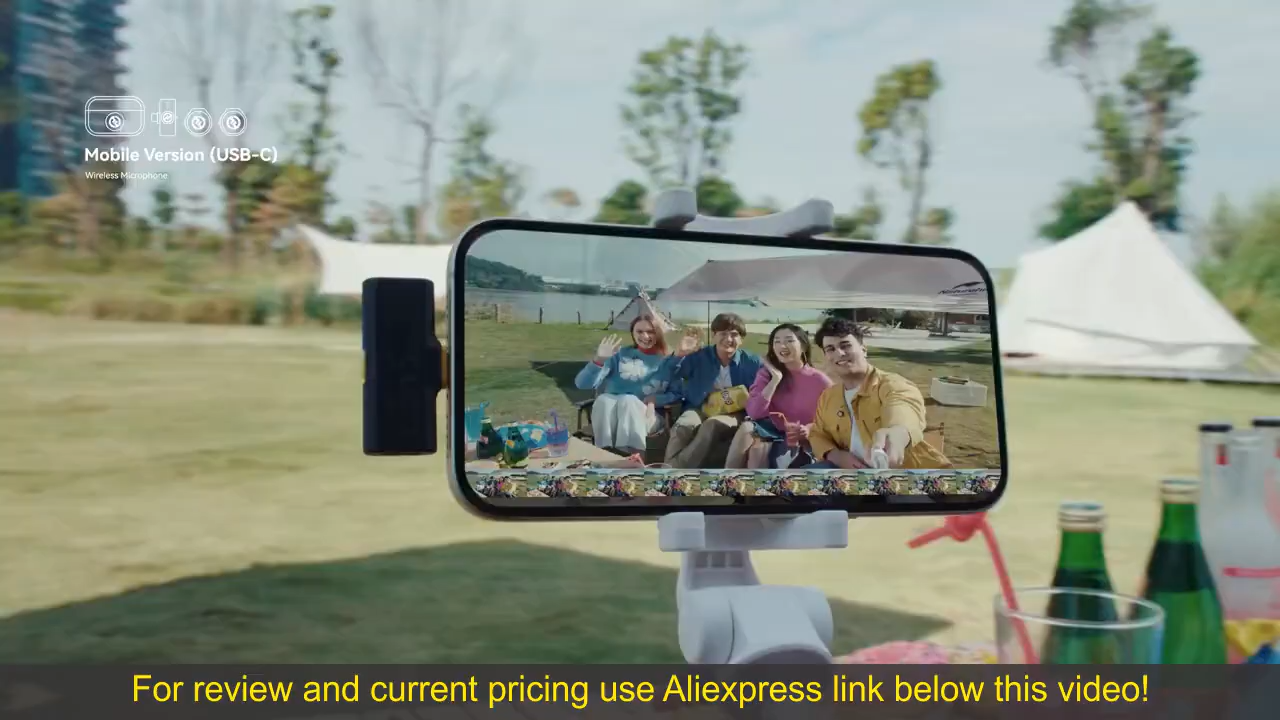 Mobile Version (USB-C)
Wireless Microphone
For review and current pricing use Aliexpress link below this video!